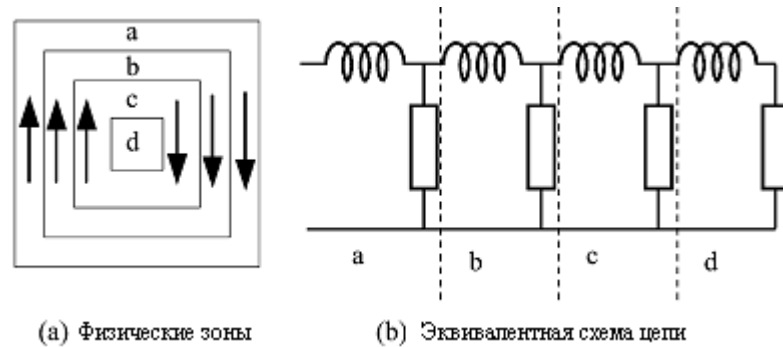 a
b
c
d
a b c d
(a) Физические зоны
(b) Эквивалентная схема цепи